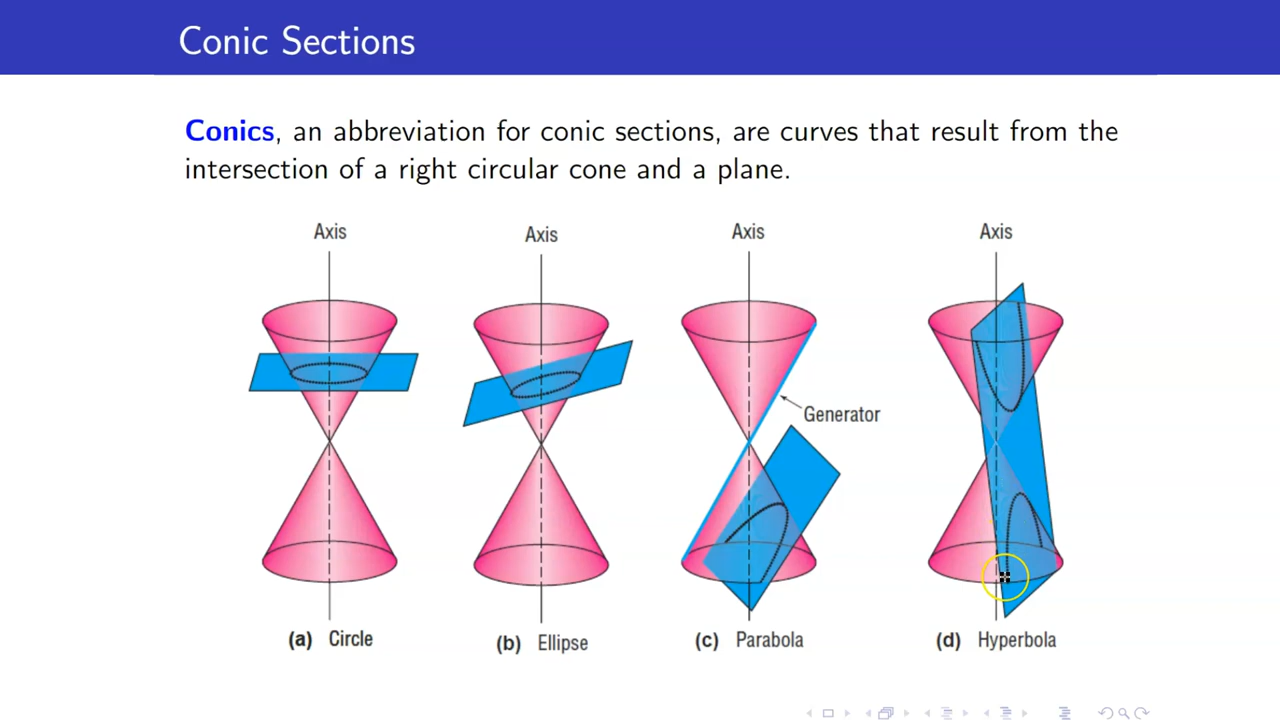 Conic Sections
Conics, an abbreviation for conic sections, are curves that result from the
intersection of a right circular cone and a plane.
Axis
Axis
Axis
Axis
Generator
(a) Circle
(b) Ellipse
(c) Parabola
(d) Hyperbola